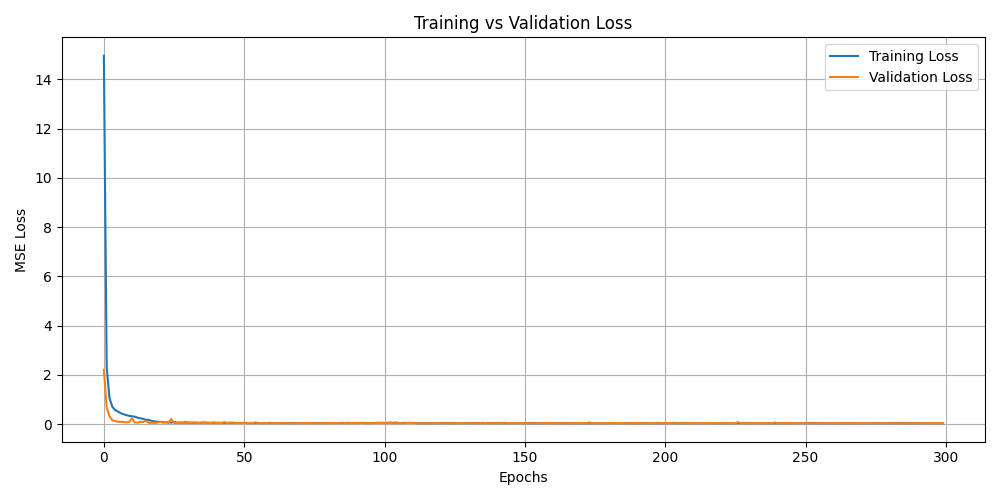 Training vs Validation Loss
Training Loss
Validation Loss
MSE Loss
14
12
10
8
6
4
2
0
0 50 100 150 200 250 300
Epochs